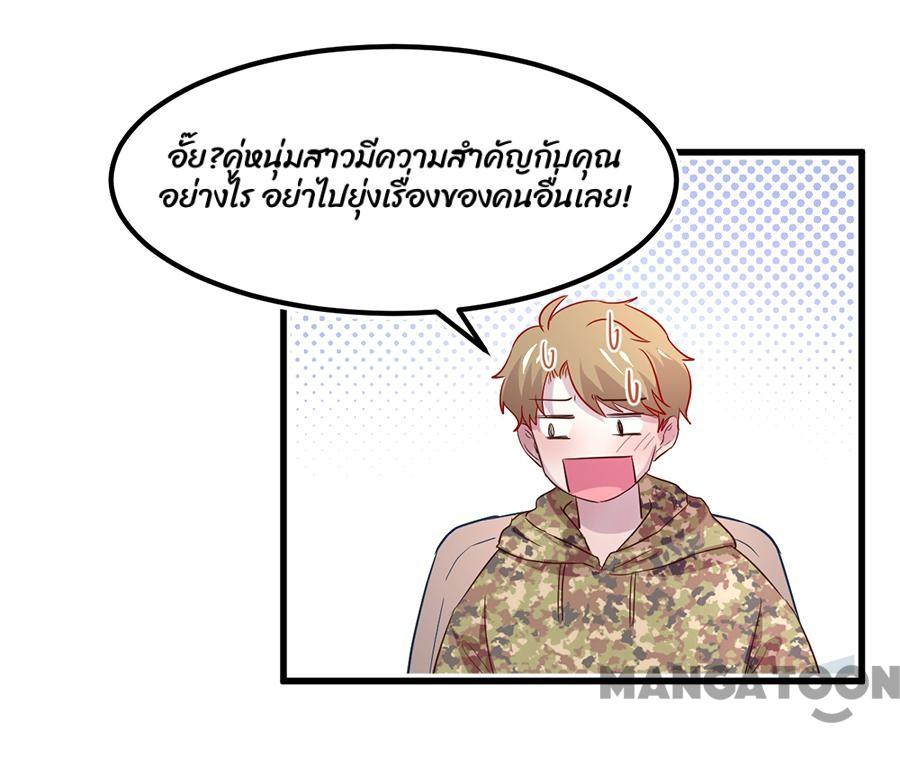 อั๊ย?คู่หนุ่มสาวมีความสำคัญกับคุณ
อย่างไร อย่าไปยุ่งเรื่องของคนอื่นเลย!
MANGATOON